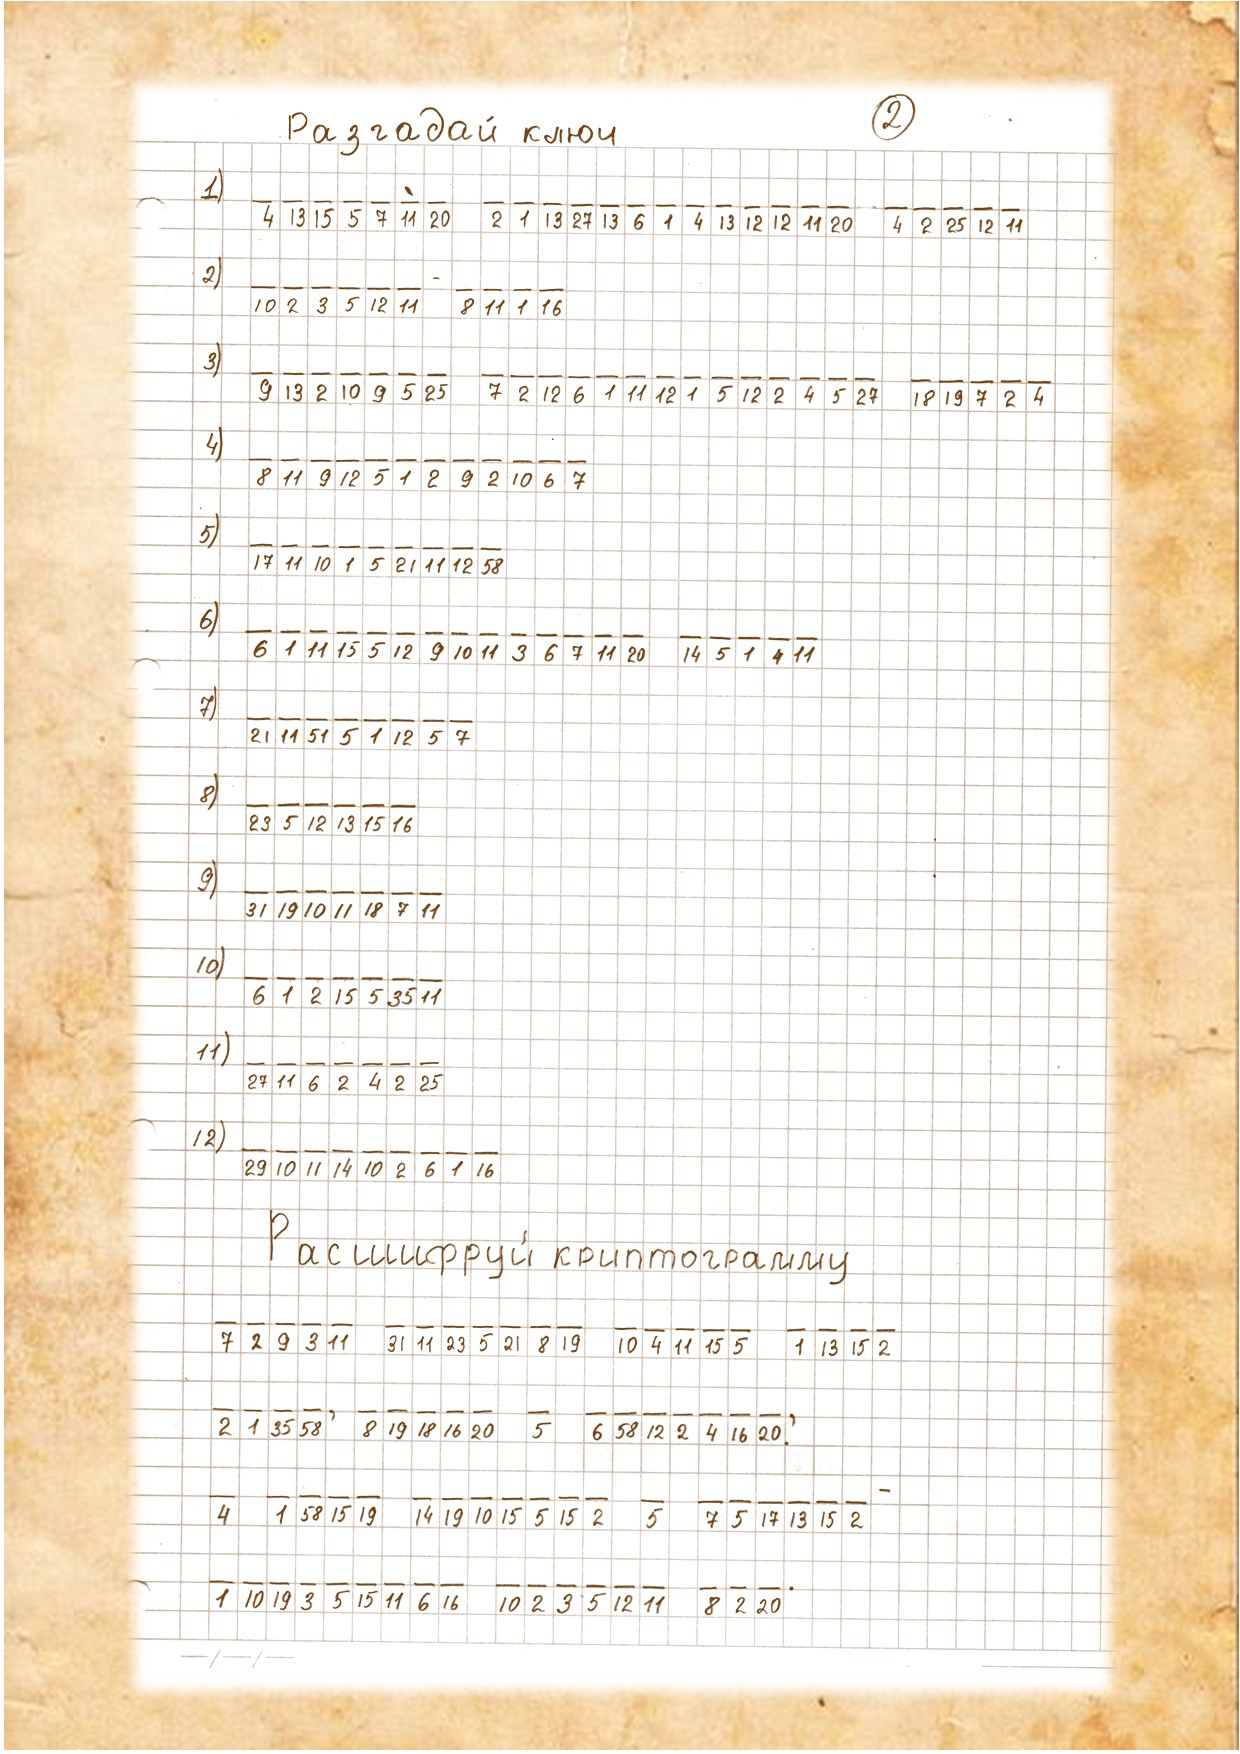 Разгадай ключи
2
1) 4 13 15 5 7 11 20 2 1 13 27 13 6 1 4 13 12 12 11 20 4 2 25 12 11
2) 10 2 3 5 12 11 - 8 11 1 16
3) 9 13 2 10 9 5 25 7 2 12 6 1 11 12 1 5 12 2 4 5 27 18 19 7 2 4
4) 8 11 9 12 5 1 2 9 2 10 6 7
5) 17 11 10 1 5 21 11 12 58
6) 6 1 11 15 5 12 9 10 11 3 6 7 11 20 14 5 1 4 11
7) 21 11 51 5 1 12 5 7
8) 23 5 12 13 15 16
9) 31 19 10 11 18 7 11
10) 6 1 2 15 5 35 11
11) 27 11 6 2 4 2 25
12) 29 10 11 14 10 2 6 1 16
Расшифруй криптограмму
7 2 9 3 11 31 11 23 5 21 8 19 10 4 11 15 5 1 13 15 2
2 1 35 58, 8 19 18 16 20 5 6 58 12 2 4 16 20;
4 1 58 15 19 14 19 10 15 5 15 2 5 7 5 17 13 15 2 -
1 10 19 3 5 15 11 6 16 10 2 3 5 12 11 8 2 20.